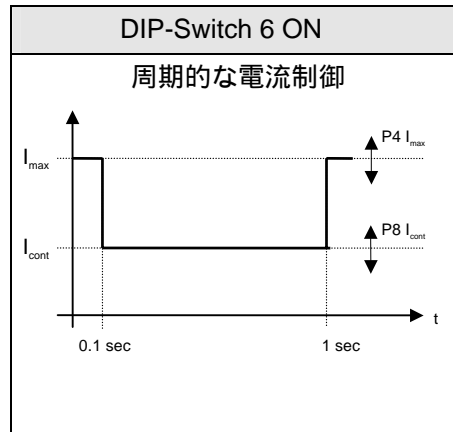 DIP-Switch 6 ON
周期的な電流制御
P4 Imax
Imax
P8 Icont
Icont
t
0.1 sec
1 sec